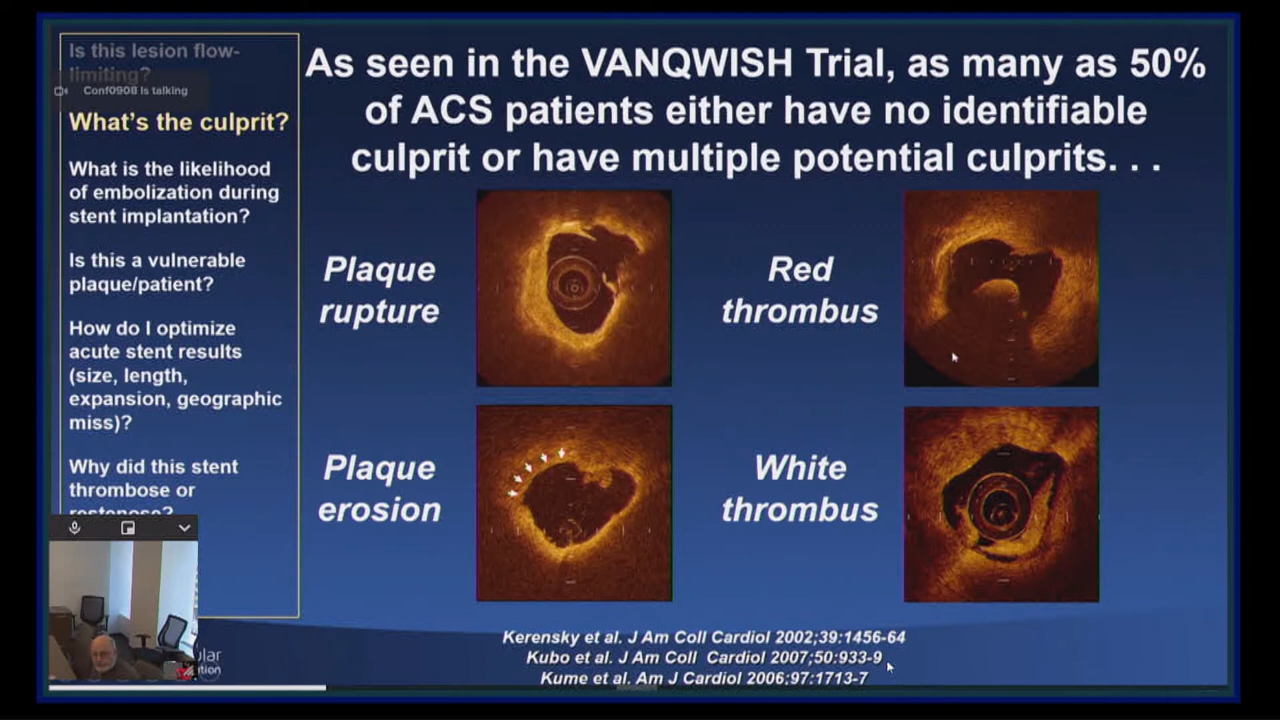 Is this lesion flow-
limiting?
Conf0908 is talking
What's the culprit?
What is the likelihood
of embolization during
stent implantation?
Is this a vulnerable
plaque/patient?
How do I optimize
acute stent results
(size, length,
expansion, geographic
miss)?
Why did this stent
thrombose or
restenose?
As seen in the VANQWISH Trial, as many as 50%
of ACS patients either have no identifiable
culprit or have multiple potential culprits. . .
Plaque
rupture
Red
thrombus
Plaque
erosion
White
thrombus
Kerensky et al. J Am Coll Cardiol 2002;39:1456-64
Kubo et al. J Am Coll Cardiol 2007;50:933-9
Kume et al. Am J Cardiol 2006;97:1713-7